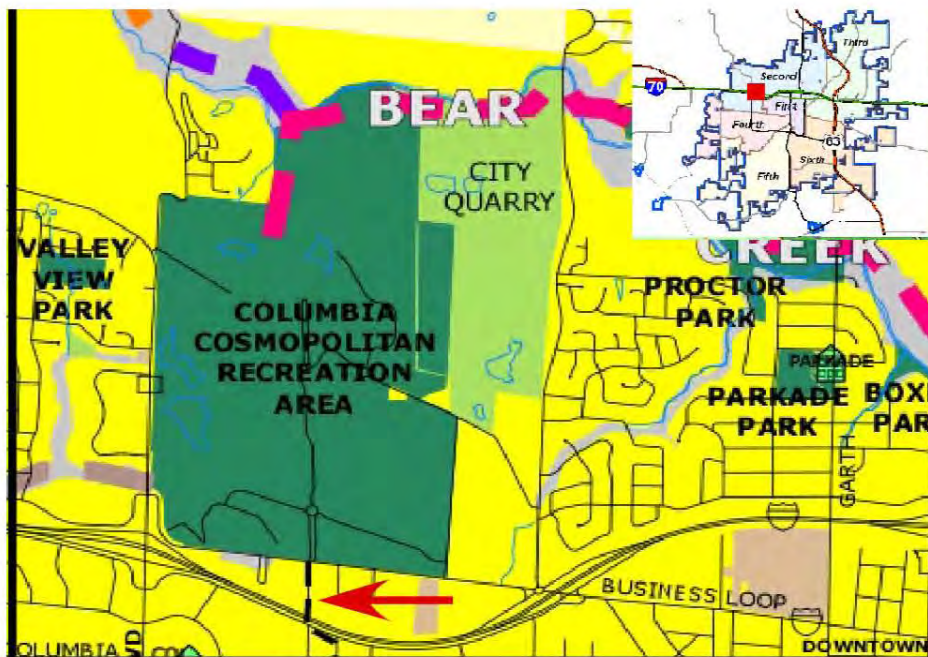 BEAR
CITY
QUARRY
Third
Second
70
First
Fourth
63
Sixth
Fifth
CREEK
VALLEY
VIEW
PARK
COLUMBIA
COSMOPOLITAN
RECREATION
AREA
PROCTOR
PARK
PARKADE
PARKADE
PARK
GARTH
BUSINESS LOOP
DOWNTOWN
COLUMBIA